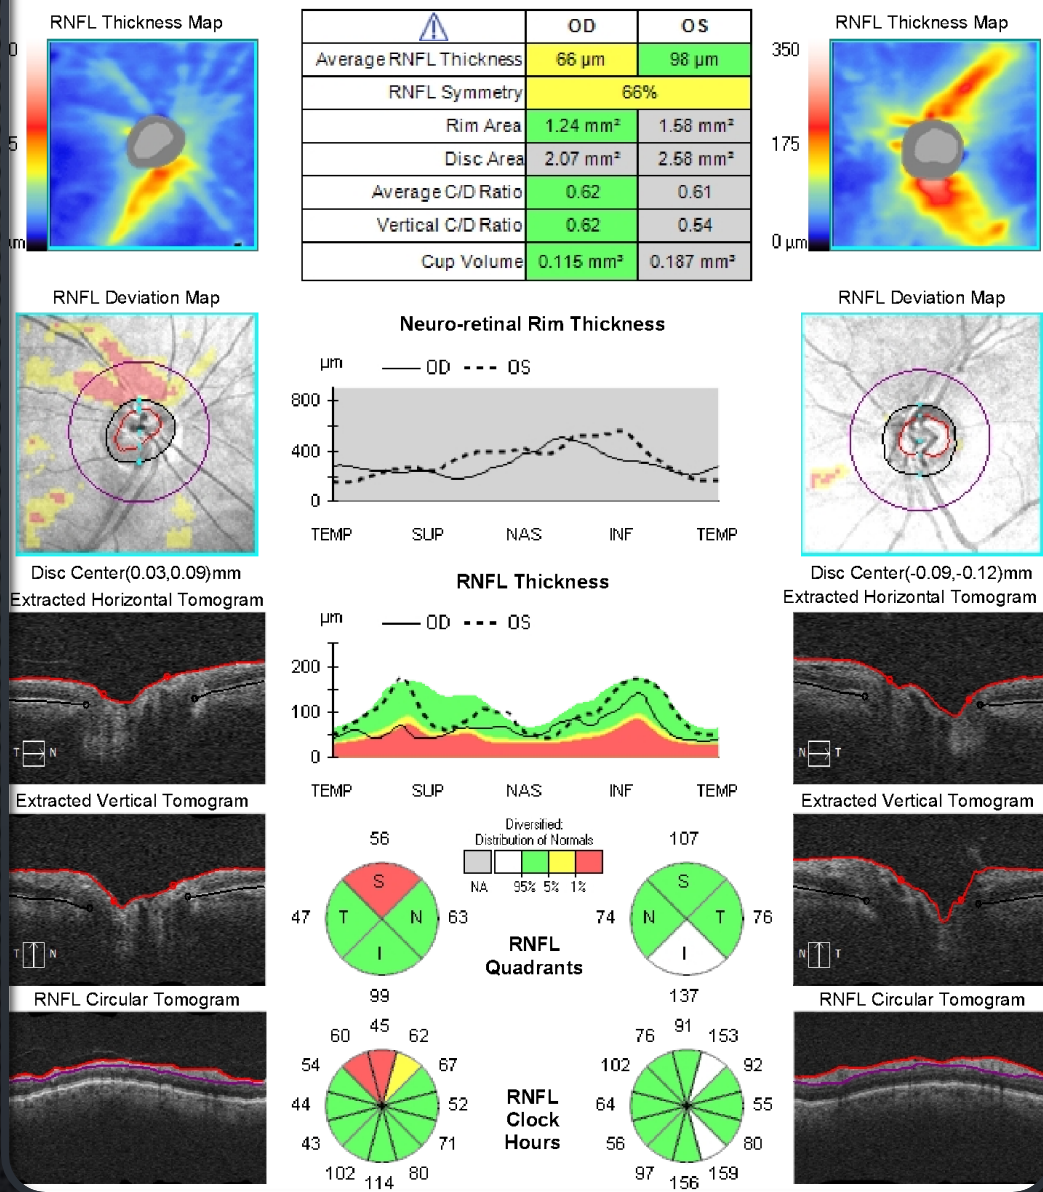 RNFL Thickness Map
OD OS
Average RNFL Thickness 66 µm 98 µm
RNFL Symmetry 66%
Rim Area 1.24 mm² 1.58 mm²
Disc Area 2.07 mm² 2.58 mm²
Average C/D Ratio 0.62 0.61
Vertical C/D Ratio 0.62 0.54
Cup Volume 0.115 mm³ 0.187 mm³
RNFL Thickness Map
350
175
0 µm
RNFL Deviation Map
Disc Center(0.03,0.09)mm
Extracted Horizontal Tomogram
T N
Extracted Vertical Tomogram
T N
RNFL Circular Tomogram
Neuro-retinal Rim Thickness
µm OD OS
800
400
0
TEMP SUP NAS INF TEMP
RNFL Thickness
µm OD OS
200
100
0
TEMP SUP NAS INF TEMP
Diversified:
Distribution of Normals
NA 95% 5% 1%
56
S
47 T N 63
I
99
RNFL
Quadrants
107
S
74 N T 76
I
137
60 45 62
54 67
44 52
43 71
102 114 80
RNFL
Clock
Hours
76 91 153
102 92
64 55
56 80
97 156 159
RNFL Deviation Map
Disc Center(-0.09,-0.12)mm
Extracted Horizontal Tomogram
N T
Extracted Vertical Tomogram
N T
RNFL Circular Tomogram